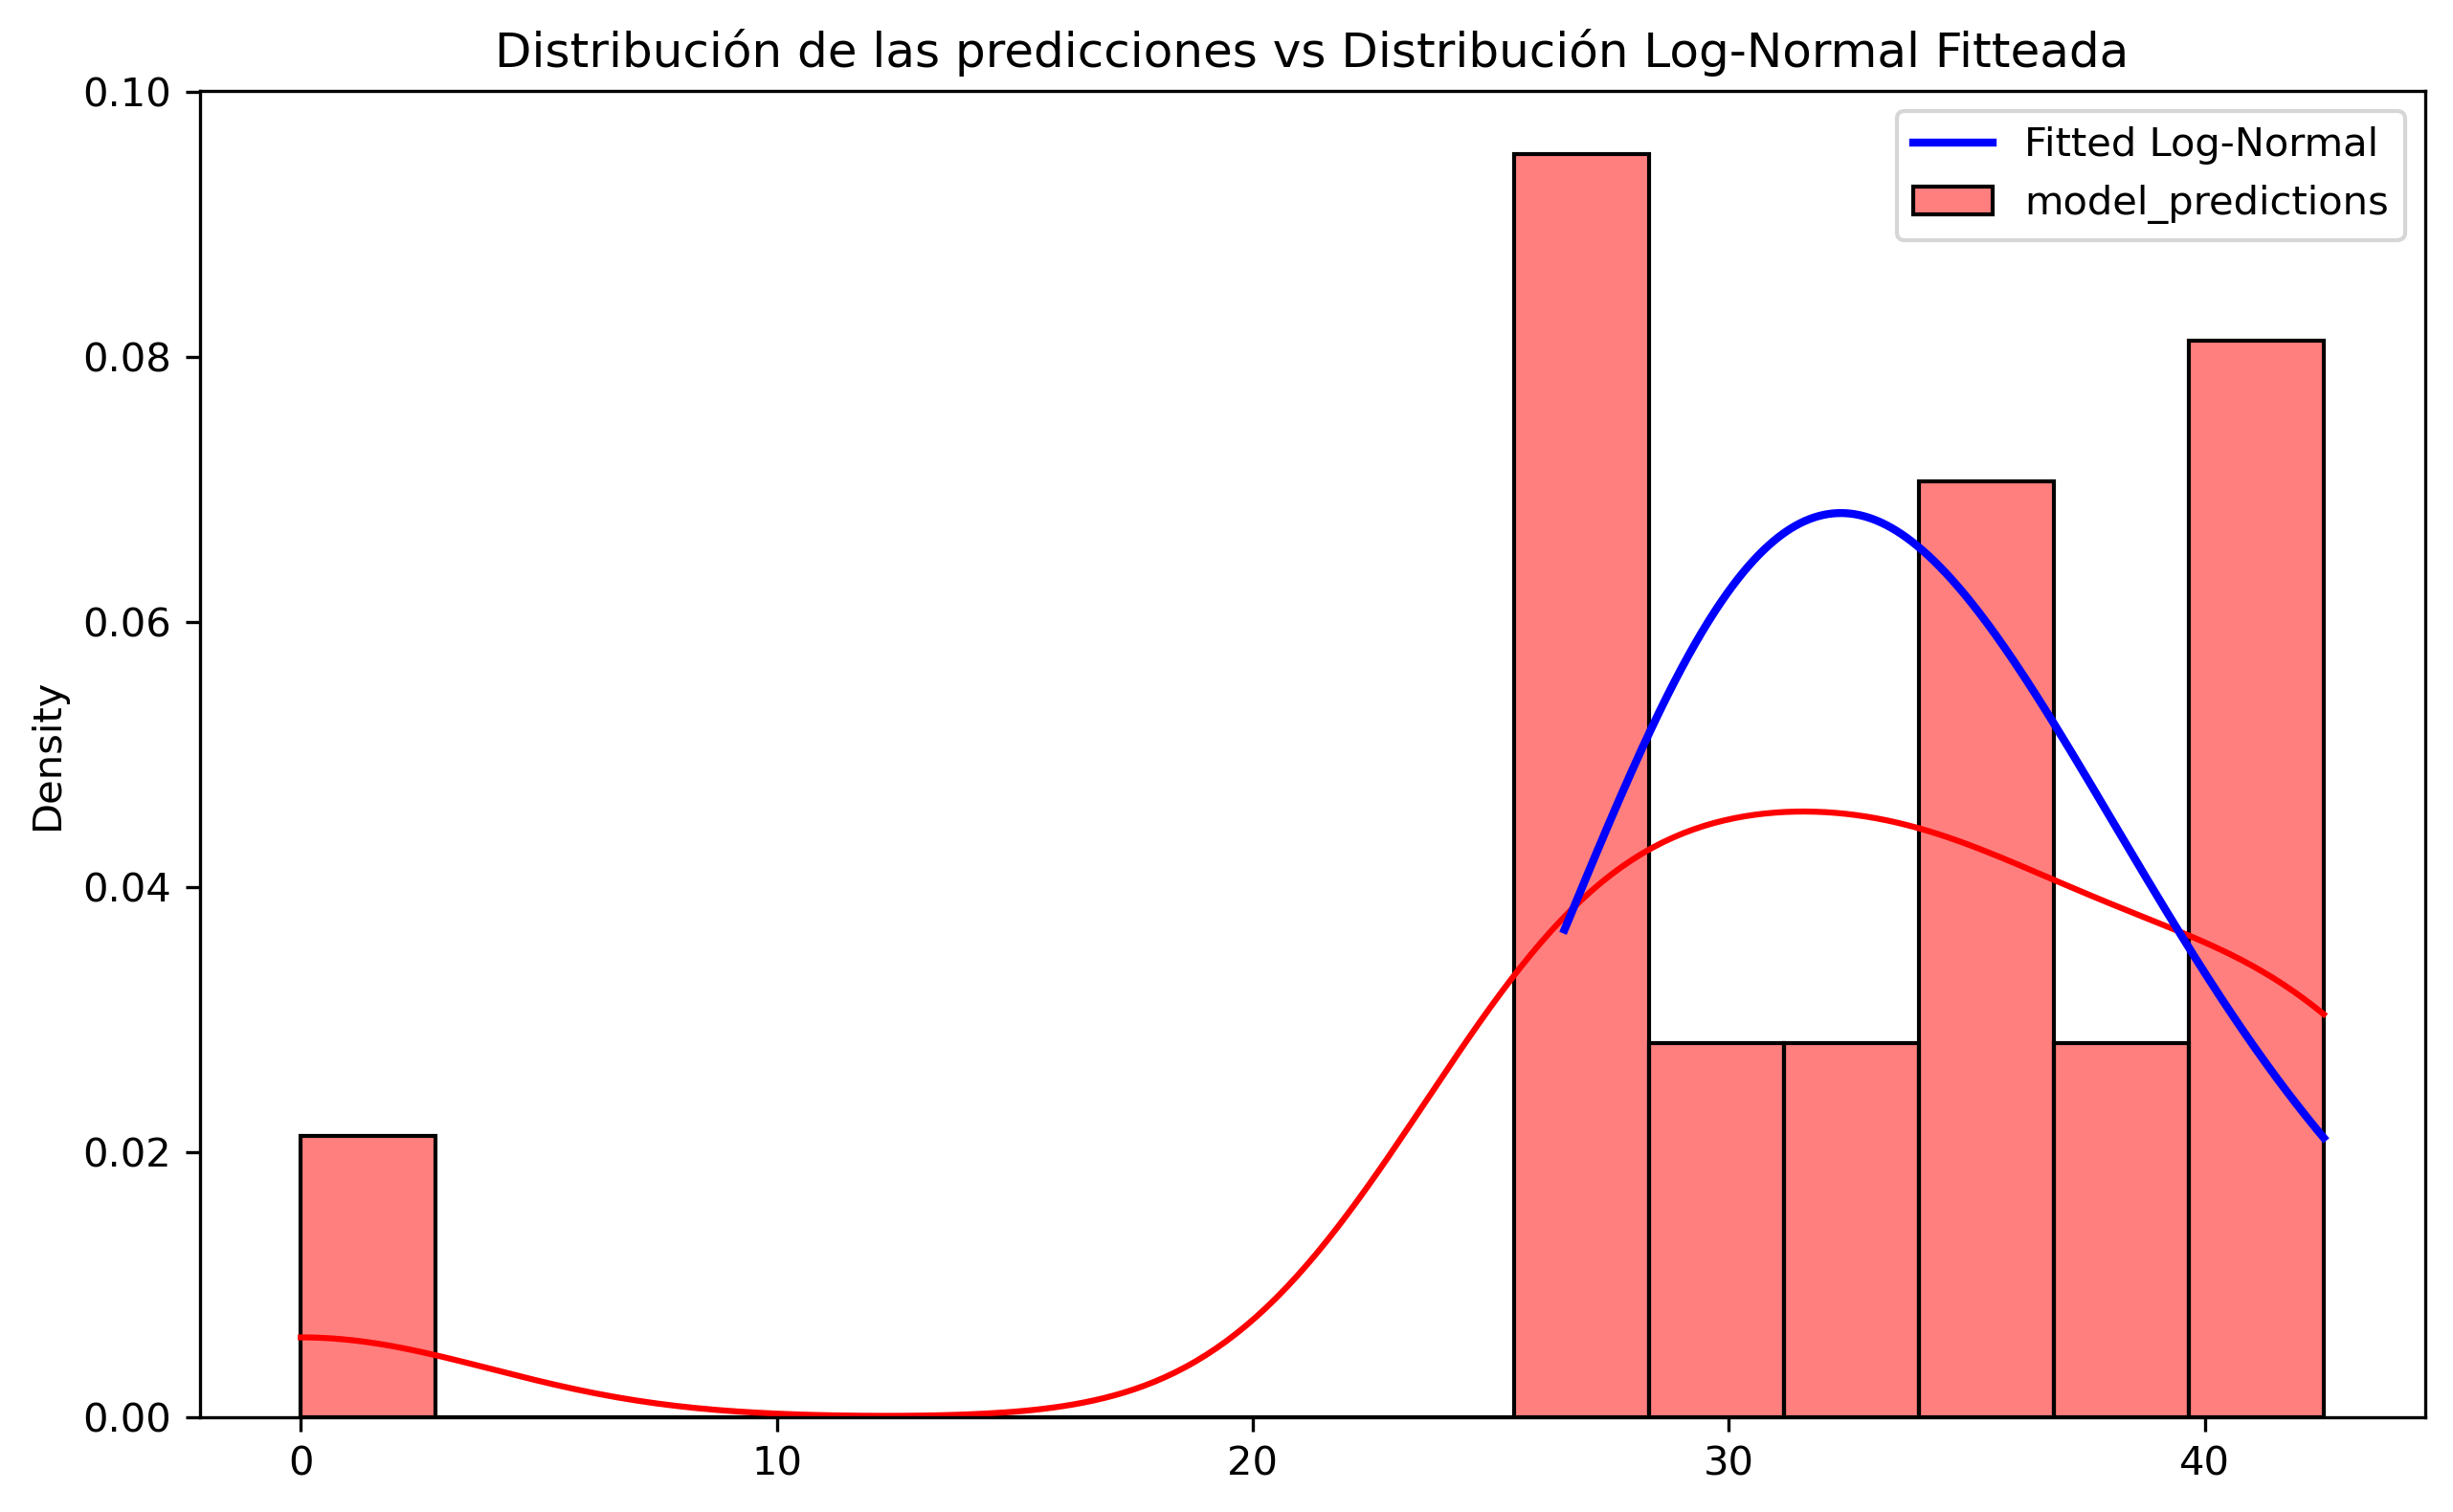 Distribución de las predicciones vs Distribución Log-Normal Fitteada
Fitted Log-Normal
model_predictions
Density
0.10
0.08
0.06
0.04
0.02
0.00
0
10
20
30
40